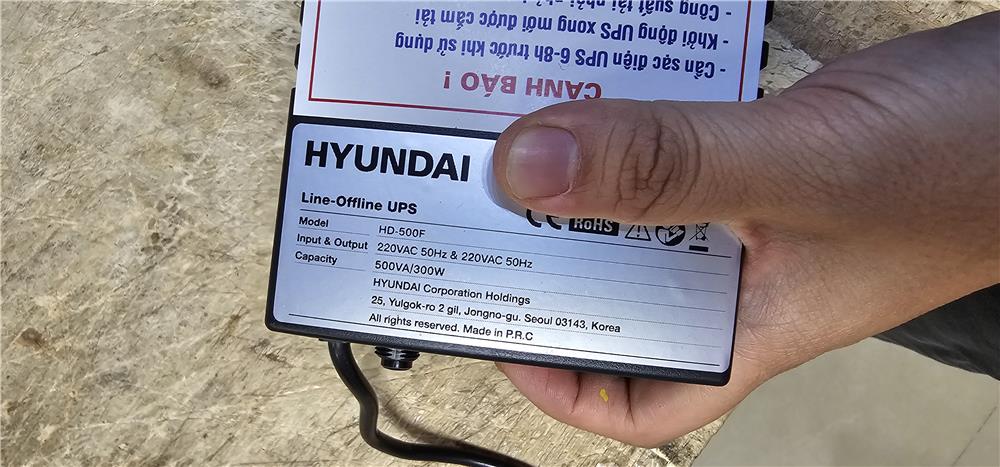 HYUNDAI
Line-Offline UPS
Model HD-500F
Input & Output 220VAC 50Hz & 220VAC 50Hz
Capacity 500VA/300W
HYUNDAI Corporation Holdings
25, Yulgok-ro 2 gil, Jongno-gu. Seoul 03143, Korea
All rights reserved. Made in P.R.C
CE RoHS
CẢNH BÁO !
- Cần sạc điện UPS 6-8h trước khi sử dụng
- Khởi động UPS xong mới được cắm tải
- Công suất tải phải